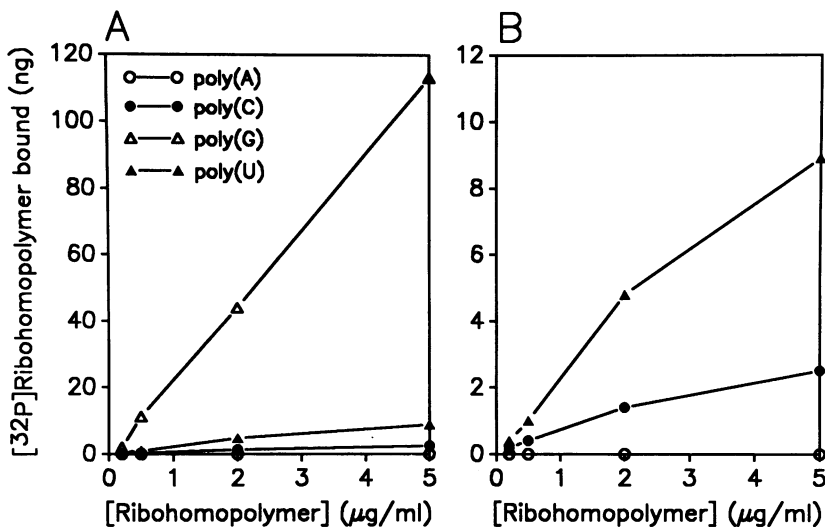 A
B
[32P]Ribohomopolymer bound (ng)
120
100
80
60
40
20
0
poly(A)
poly(C)
poly(G)
poly(U)
0 1 2 3 4 5
[Ribohomopolymer] (μg/ml)
12
10
8
6
4
2
0
0 1 2 3 4 5
[Ribohomopolymer] (μg/ml)